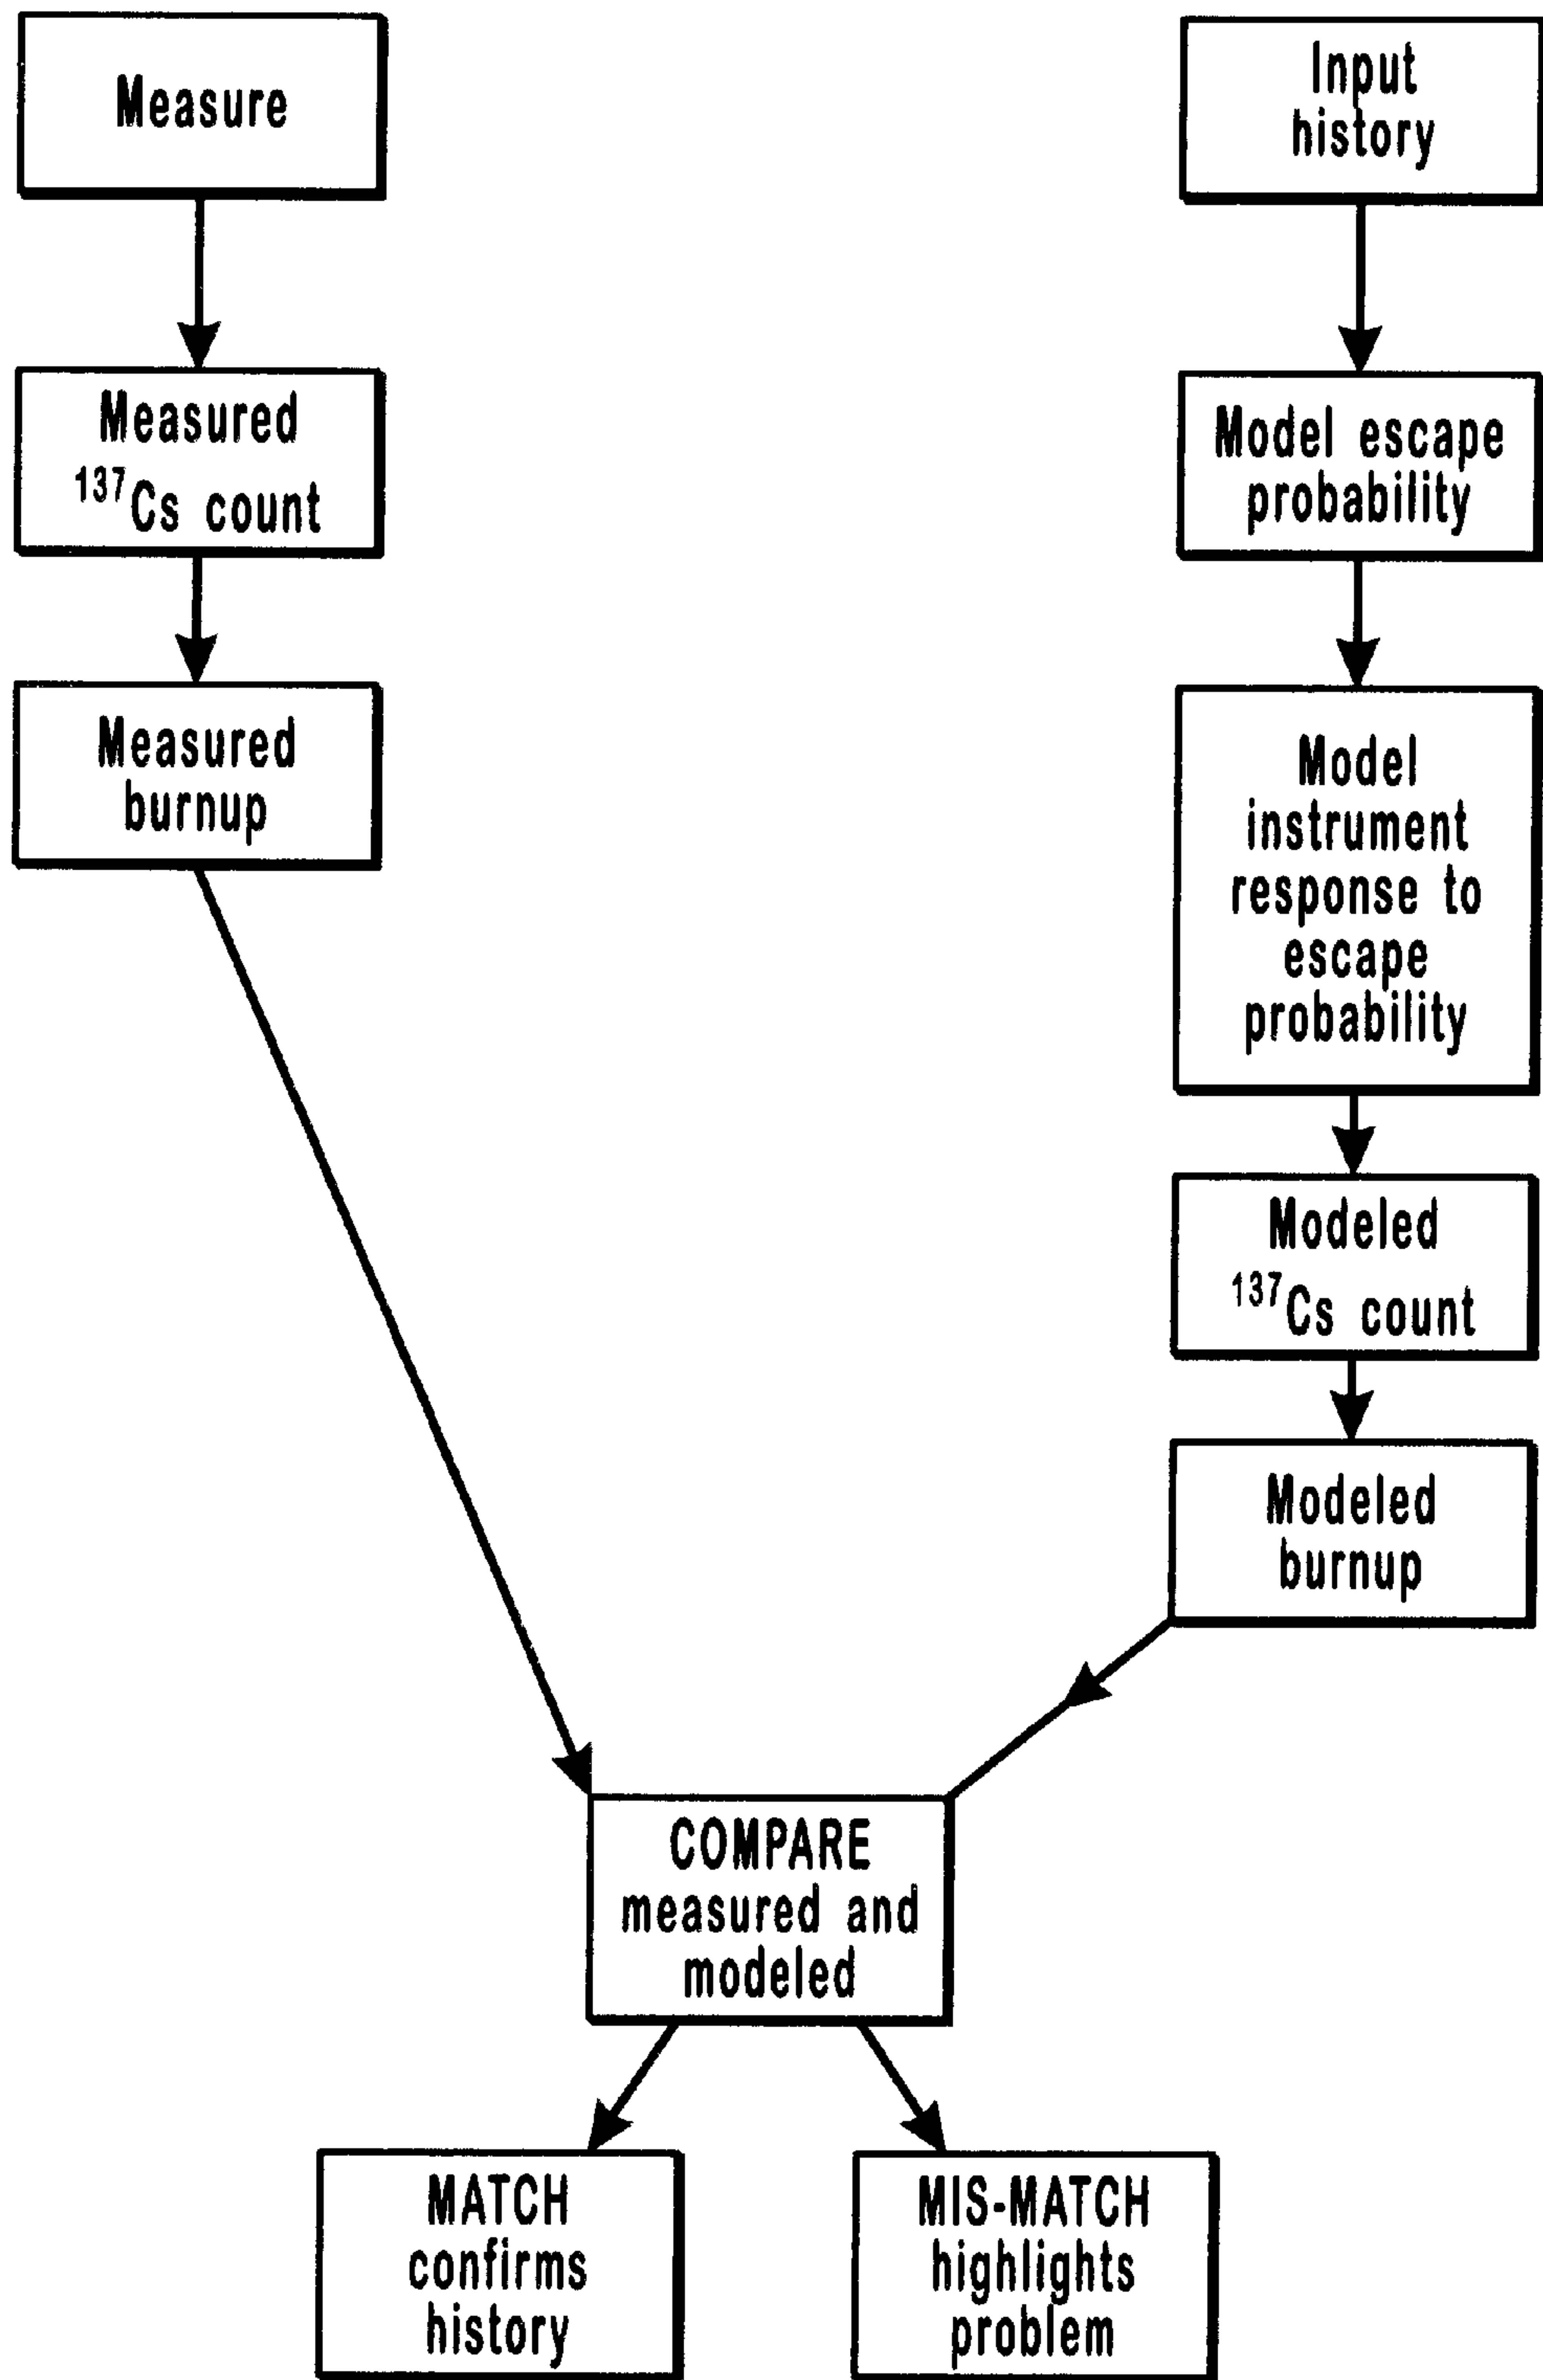 Measure
Measured
¹³⁷Cs count
Measured
burnup
Input
history
Model escape
probability
Model
instrument
response to
escape
probability
Modeled
¹³⁷Cs count
Modeled
burnup
COMPARE
measured and
modeled
MATCH
confirms
history
MIS-MATCH
highlights
problem